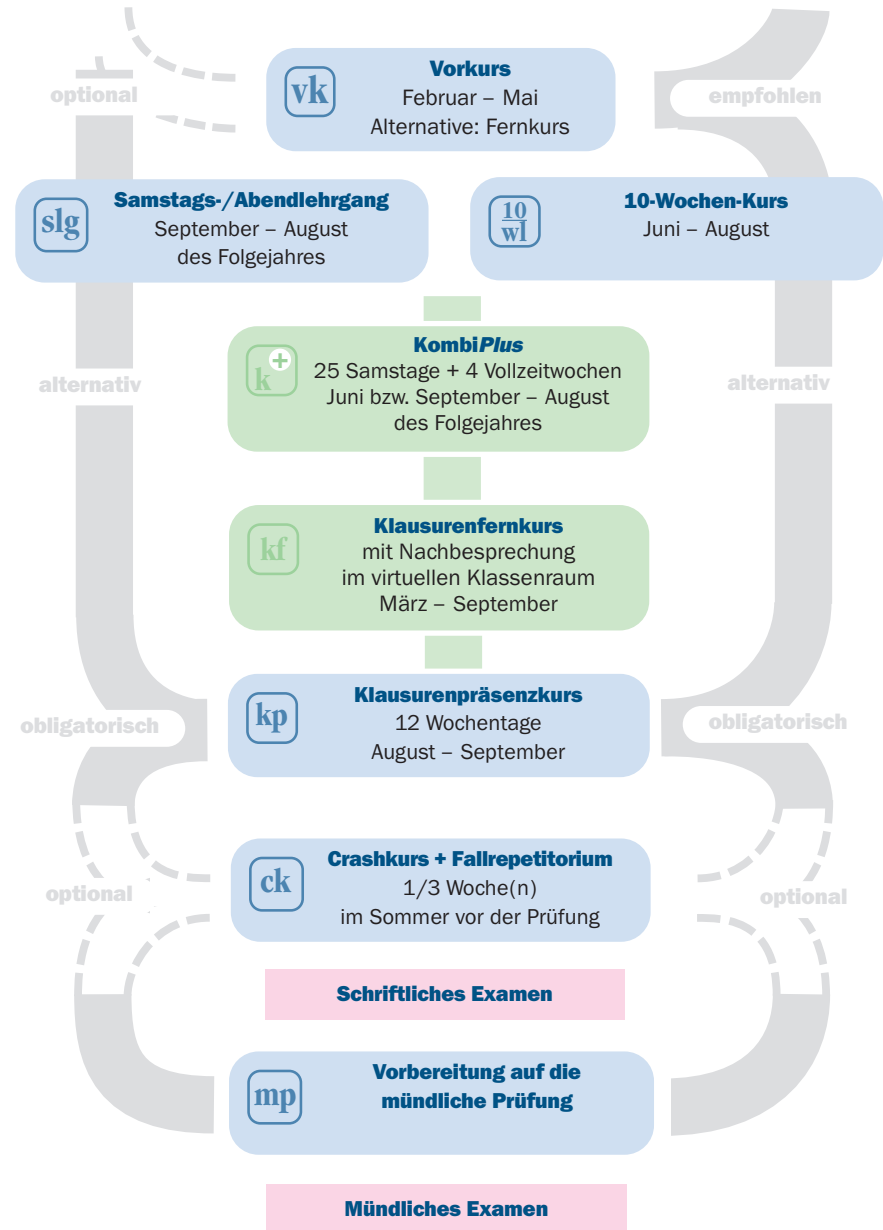 optional
vk
Vorkurs
Februar – Mai
Alternative: Fernkurs
empfohlen
slg
Samstags-/Abendlehrgang
September – August
des Folgejahres
10
wl
10-Wochen-Kurs
Juni – August
alternativ
k+
KombiPlus
25 Samstage + 4 Vollzeitwochen
Juni bzw. September – August
des Folgejahres
alternativ
kf
Klausurenfernkurs
mit Nachbesprechung
im virtuellen Klassenraum
März – September
obligatorisch
kp
Klausurenpräsenzkurs
12 Wochentage
August – September
obligatorisch
optional
ck
Crashkurs + Fallrepetitorium
1/3 Woche(n)
im Sommer vor der Prüfung
optional
Schriftliches Examen
mp
Vorbereitung auf die
mündliche Prüfung
Mündliches Examen